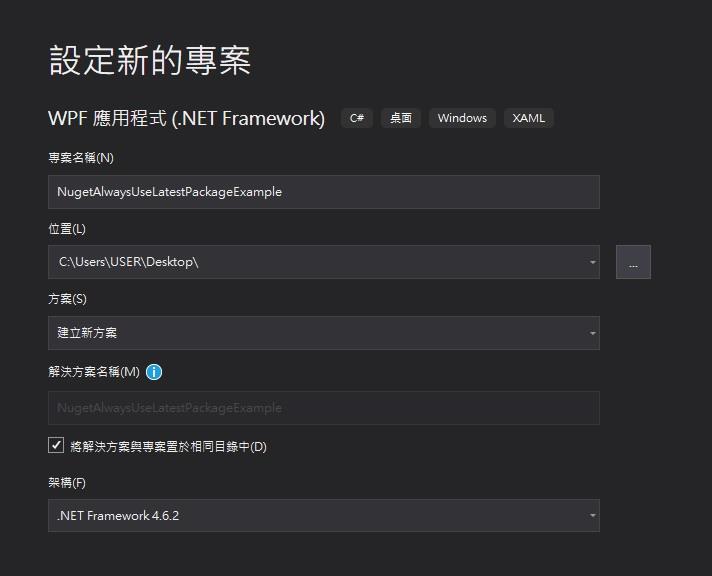 設定新的專案
WPF 應用程式 (.NET Framework) C# 桌面 Windows XAML
專案名稱(N)
NugetAlwaysUseLatestPackageExample
位置(L)
C:\Users\USER\Desktop\ ...
方案(S)
建立新方案
解決方案名稱(M)
NugetAlwaysUseLatestPackageExample
將解決方案與專案置於相同目錄中(D)
架構(F)
.NET Framework 4.6.2